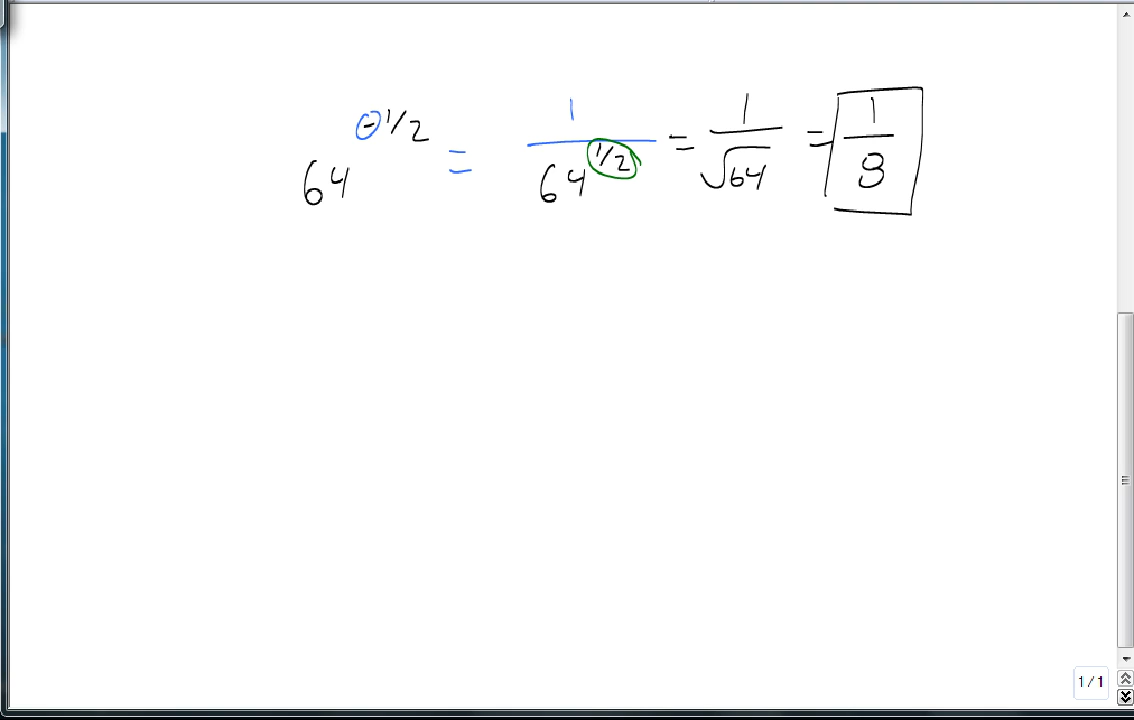 64^-1/2 = 1/64^1/2 = 1/√64 = 1/8
1/1